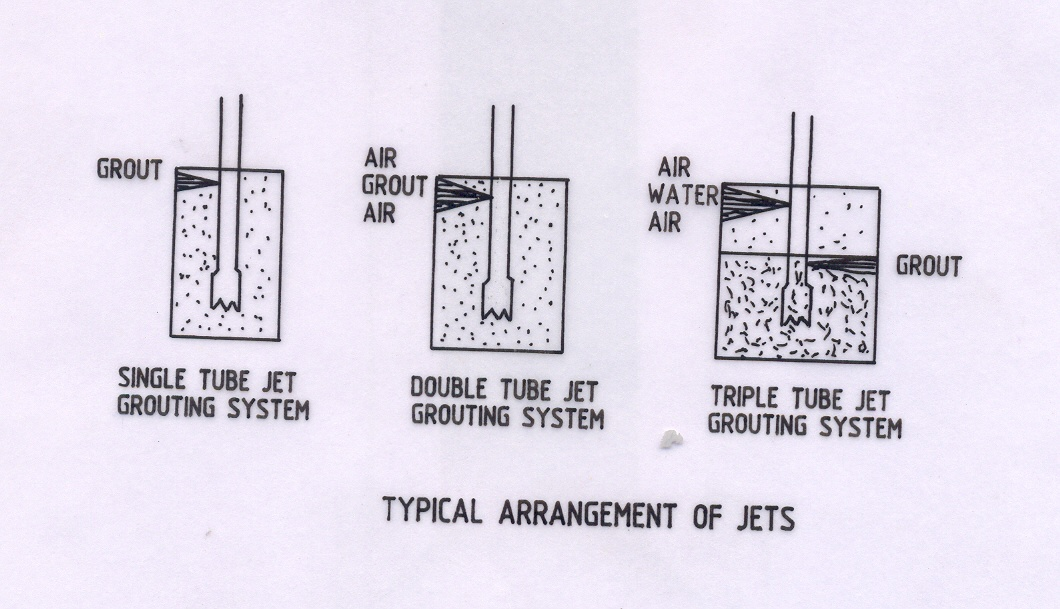 GROUT
AIR
GROUT
AIR
AIR
WATER
AIR
GROUT
SINGLE TUBE JET
GROUTING SYSTEM
DOUBLE TUBE JET
GROUTING SYSTEM
TRIPLE TUBE JET
GROUTING SYSTEM
TYPICAL ARRANGEMENT OF JETS